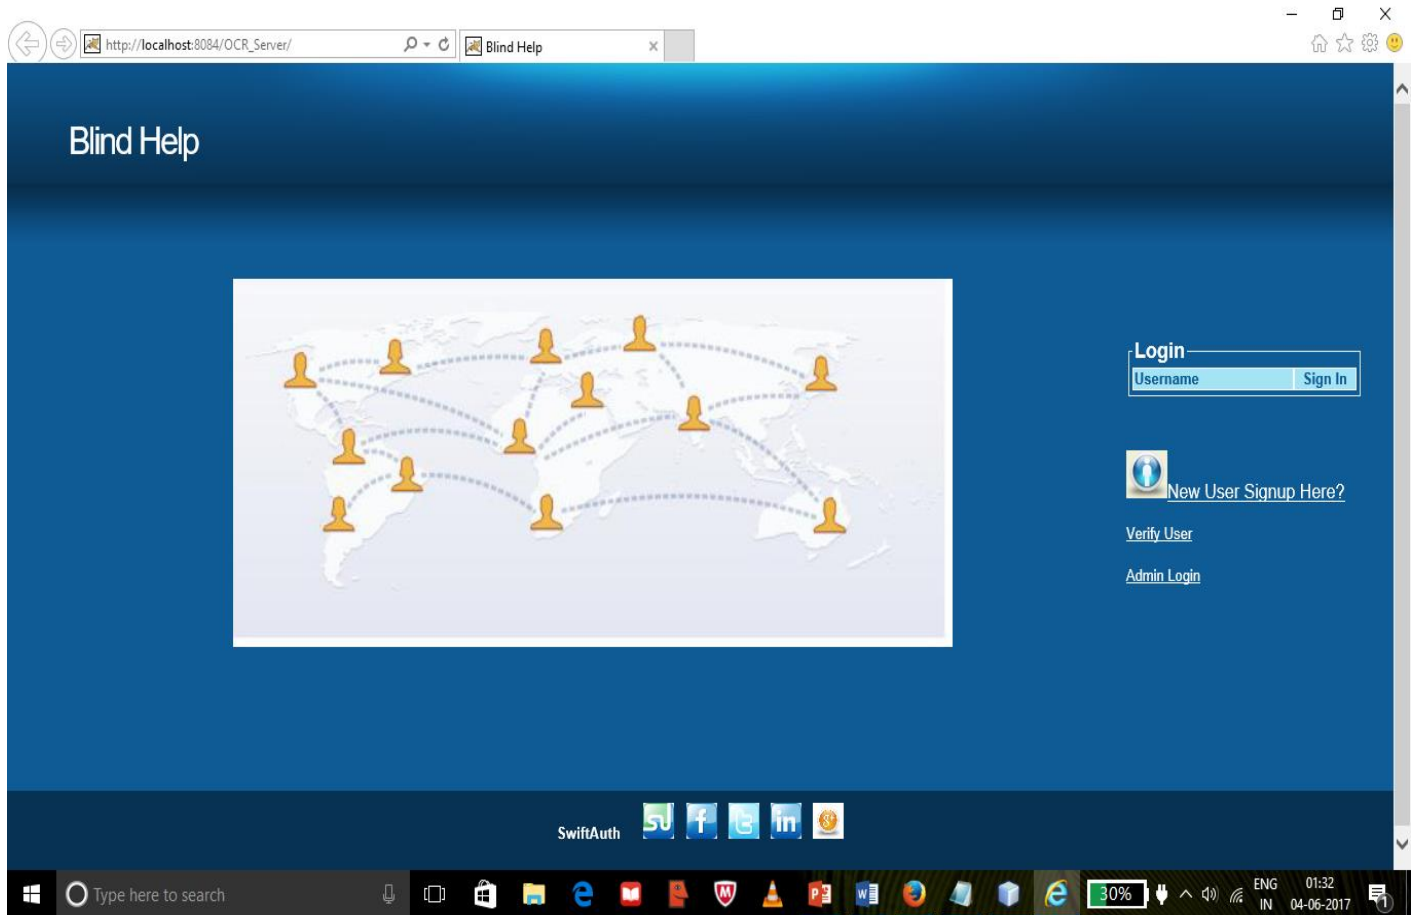 http://localhost:8084/OCR_Server/
Blind Help
Blind Help
Login
Username Sign In
New User Signup Here?
Verify User
Admin Login
SwiftAuth
Type here to search
30%
ENG 01:32
IN 04-06-2017
1